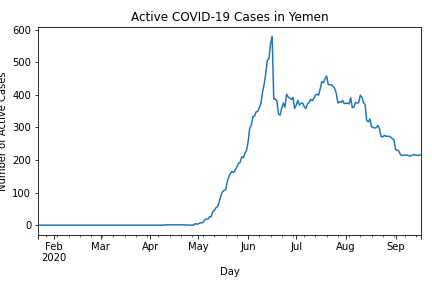 Active COVID-19 Cases in Yemen
600
500
400
300
200
100
0
Number of Active Cases
Feb Mar Apr May Jun Jul Aug Sep
2020
Day